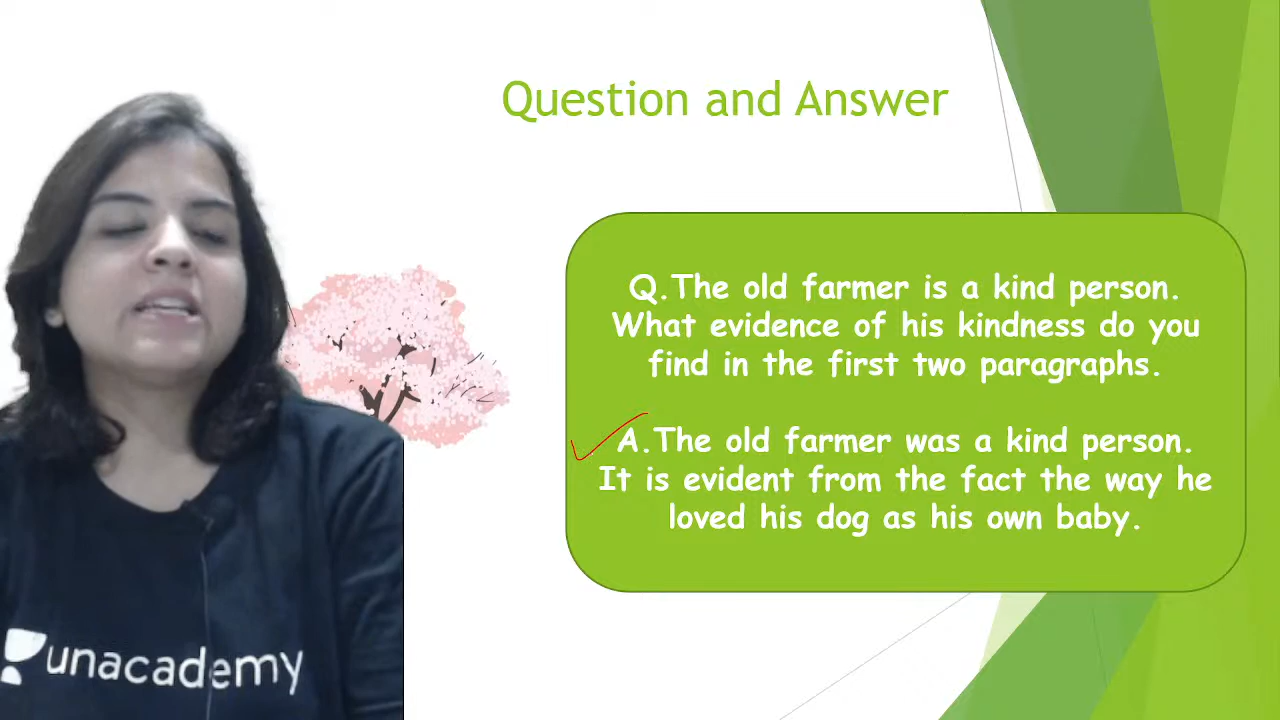 Question and Answer
Q.The old farmer is a kind person.
What evidence of his kindness do you
find in the first two paragraphs.
A.The old farmer was a kind person.
It is evident from the fact the way he
loved his dog as his own baby.
unacademy